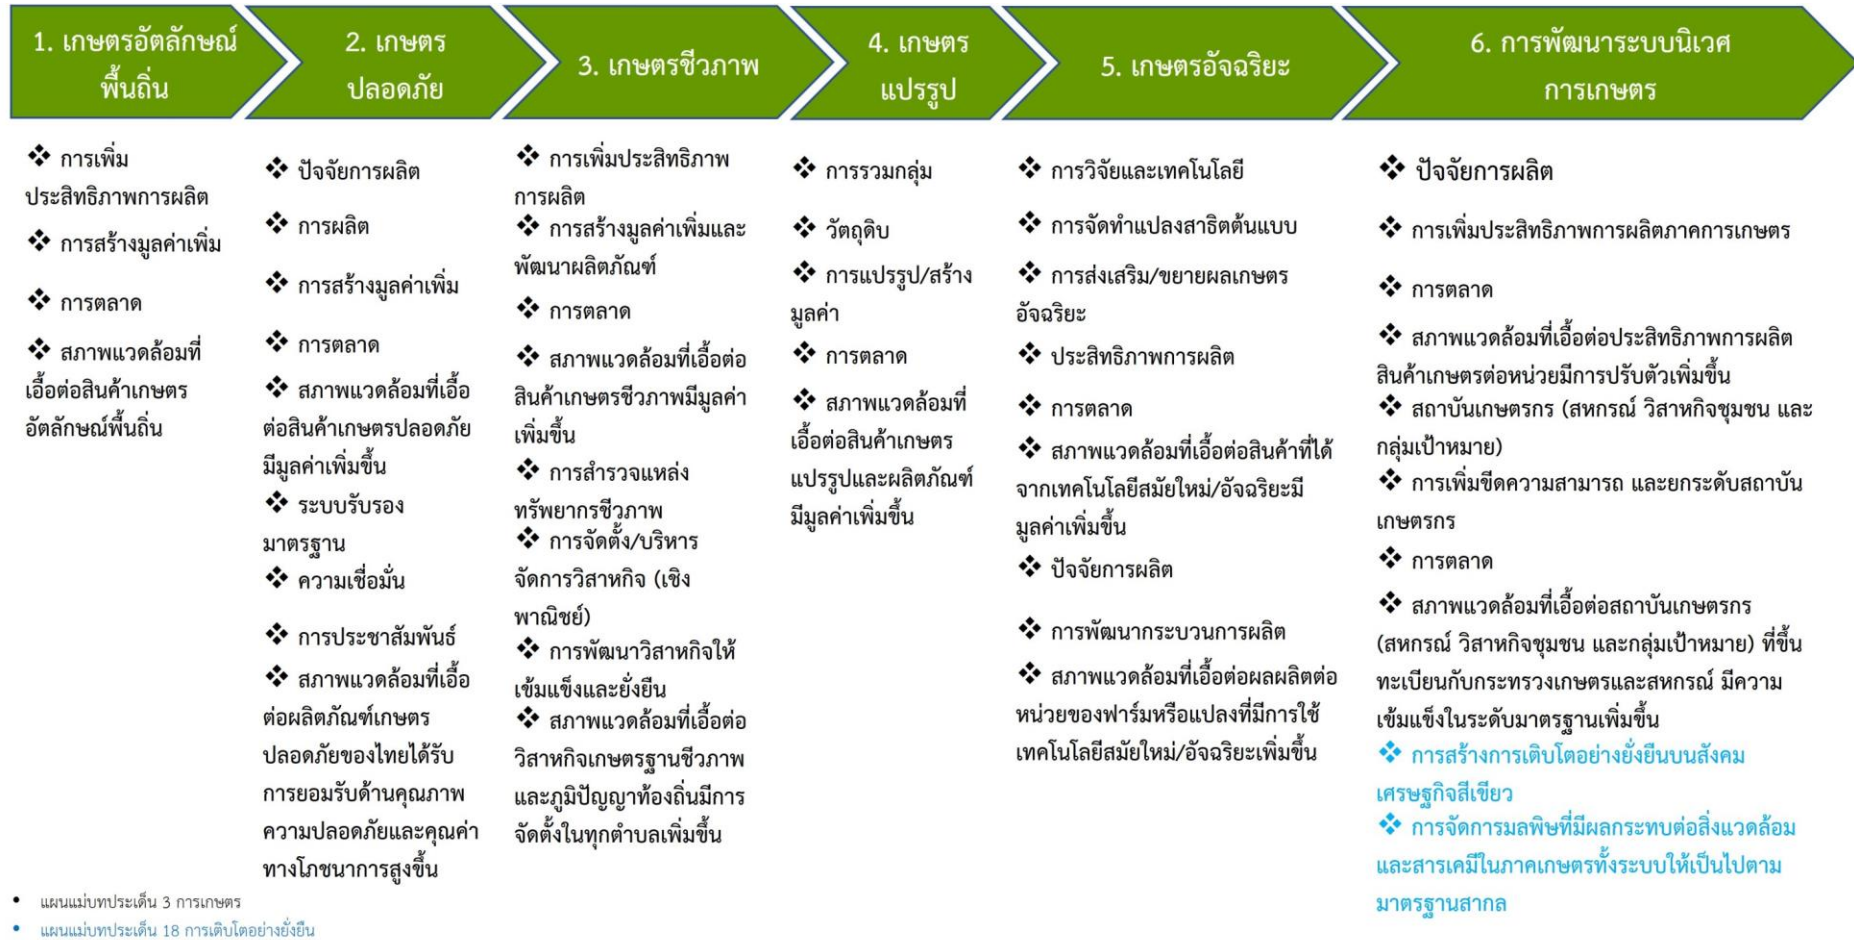 1. เกษตรอัตลักษณ์
พื้นถิ่น
2. เกษตร
ปลอดภัย
3. เกษตรชีวภาพ
4. เกษตร
แปรรูป
5. เกษตรอัจฉริยะ
6. การพัฒนาระบบนิเวศ
การเกษตร
❖ การเพิ่ม
ประสิทธิภาพการผลิต
❖ การสร้างมูลค่าเพิ่ม
❖ การตลาด
❖ สภาพแวดล้อมที่
เอื้อต่อสินค้าเกษตร
อัตลักษณ์พื้นถิ่น
❖ ปัจจัยการผลิต
❖ การผลิต
❖ การสร้างมูลค่าเพิ่ม
❖ การตลาด
❖ สภาพแวดล้อมที่เอื้อ
ต่อสินค้าเกษตรปลอดภัย
มีมูลค่าเพิ่มขึ้น
❖ ระบบรับรอง
มาตรฐาน
❖ ความเชื่อมั่น
❖ การประชาสัมพันธ์
❖ สภาพแวดล้อมที่เอื้อ
ต่อผลิตภัณฑ์เกษตร
ปลอดภัยของไทยได้รับ
การยอมรับด้านคุณภาพ
ความปลอดภัยและคุณค่า
ทางโภชนาการสูงขึ้น
❖ การเพิ่มประสิทธิภาพ
การผลิต
❖ การสร้างมูลค่าเพิ่มและ
พัฒนาผลิตภัณฑ์
❖ การตลาด
❖ สภาพแวดล้อมที่เอื้อต่อ
สินค้าเกษตรชีวภาพมีมูลค่า
เพิ่มขึ้น
❖ การสำรวจแหล่ง
ทรัพยากรชีวภาพ
❖ การจัดตั้ง/บริหาร
จัดการวิสาหกิจ (เชิง
พาณิชย์)
❖ การพัฒนาวิสาหกิจให้
เข้มแข็งและยั่งยืน
❖ สภาพแวดล้อมที่เอื้อต่อ
วิสาหกิจเกษตรฐานชีวภาพ
และภูมิปัญญาท้องถิ่นมีการ
จัดตั้งในทุกตำบลเพิ่มขึ้น
❖ การรวมกลุ่ม
❖ วัตถุดิบ
❖ การแปรรูป/สร้าง
มูลค่า
❖ การตลาด
❖ สภาพแวดล้อมที่
เอื้อต่อสินค้าเกษตร
แปรรูปและผลิตภัณฑ์
มีมูลค่าเพิ่มขึ้น
❖ การวิจัยและเทคโนโลยี
❖ การจัดทำแปลงสาธิตต้นแบบ
❖ การส่งเสริม/ขยายผลเกษตร
อัจฉริยะ
❖ ประสิทธิภาพการผลิต
❖ การตลาด
❖ สภาพแวดล้อมที่เอื้อต่อสินค้าที่ได้
จากเทคโนโลยีสมัยใหม่/อัจฉริยะมี
มูลค่าเพิ่มขึ้น
❖ ปัจจัยการผลิต
❖ การพัฒนากระบวนการผลิต
❖ สภาพแวดล้อมที่เอื้อต่อผลผลิตต่อ
หน่วยของฟาร์มหรือแปลงที่มีการใช้
เทคโนโลยีสมัยใหม่/อัจฉริยะเพิ่มขึ้น
❖ ปัจจัยการผลิต
❖ การเพิ่มประสิทธิภาพการผลิตภาคการเกษตร
❖ การตลาด
❖ สภาพแวดล้อมที่เอื้อต่อประสิทธิภาพการผลิต
สินค้าเกษตรต่อหน่วยมีการปรับตัวเพิ่มขึ้น
❖ สถาบันเกษตรกร (สหกรณ์ วิสาหกิจชุมชน และ
กลุ่มเป้าหมาย)
❖ การเพิ่มขีดความสามารถ และยกระดับสถาบัน
เกษตรกร
❖ การตลาด
❖ สภาพแวดล้อมที่เอื้อต่อสถาบันเกษตรกร
(สหกรณ์ วิสาหกิจชุมชน และกลุ่มเป้าหมาย) ที่ขึ้น
ทะเบียนกับกระทรวงเกษตรและสหกรณ์ มีความ
เข้มแข็งในระดับมาตรฐานเพิ่มขึ้น
❖ การสร้างการเติบโตอย่างยั่งยืนบนสังคม
เศรษฐกิจสีเขียว
❖ การจัดการมลพิษที่มีผลกระทบต่อสิ่งแวดล้อม
และสารเคมีในภาคเกษตรทั้งระบบให้เป็นไปตาม
มาตรฐานสากล
• แผนแม่บทประเด็น 3 การเกษตร
• แผนแม่บทประเด็น 18 การเติบโตอย่างยั่งยืน